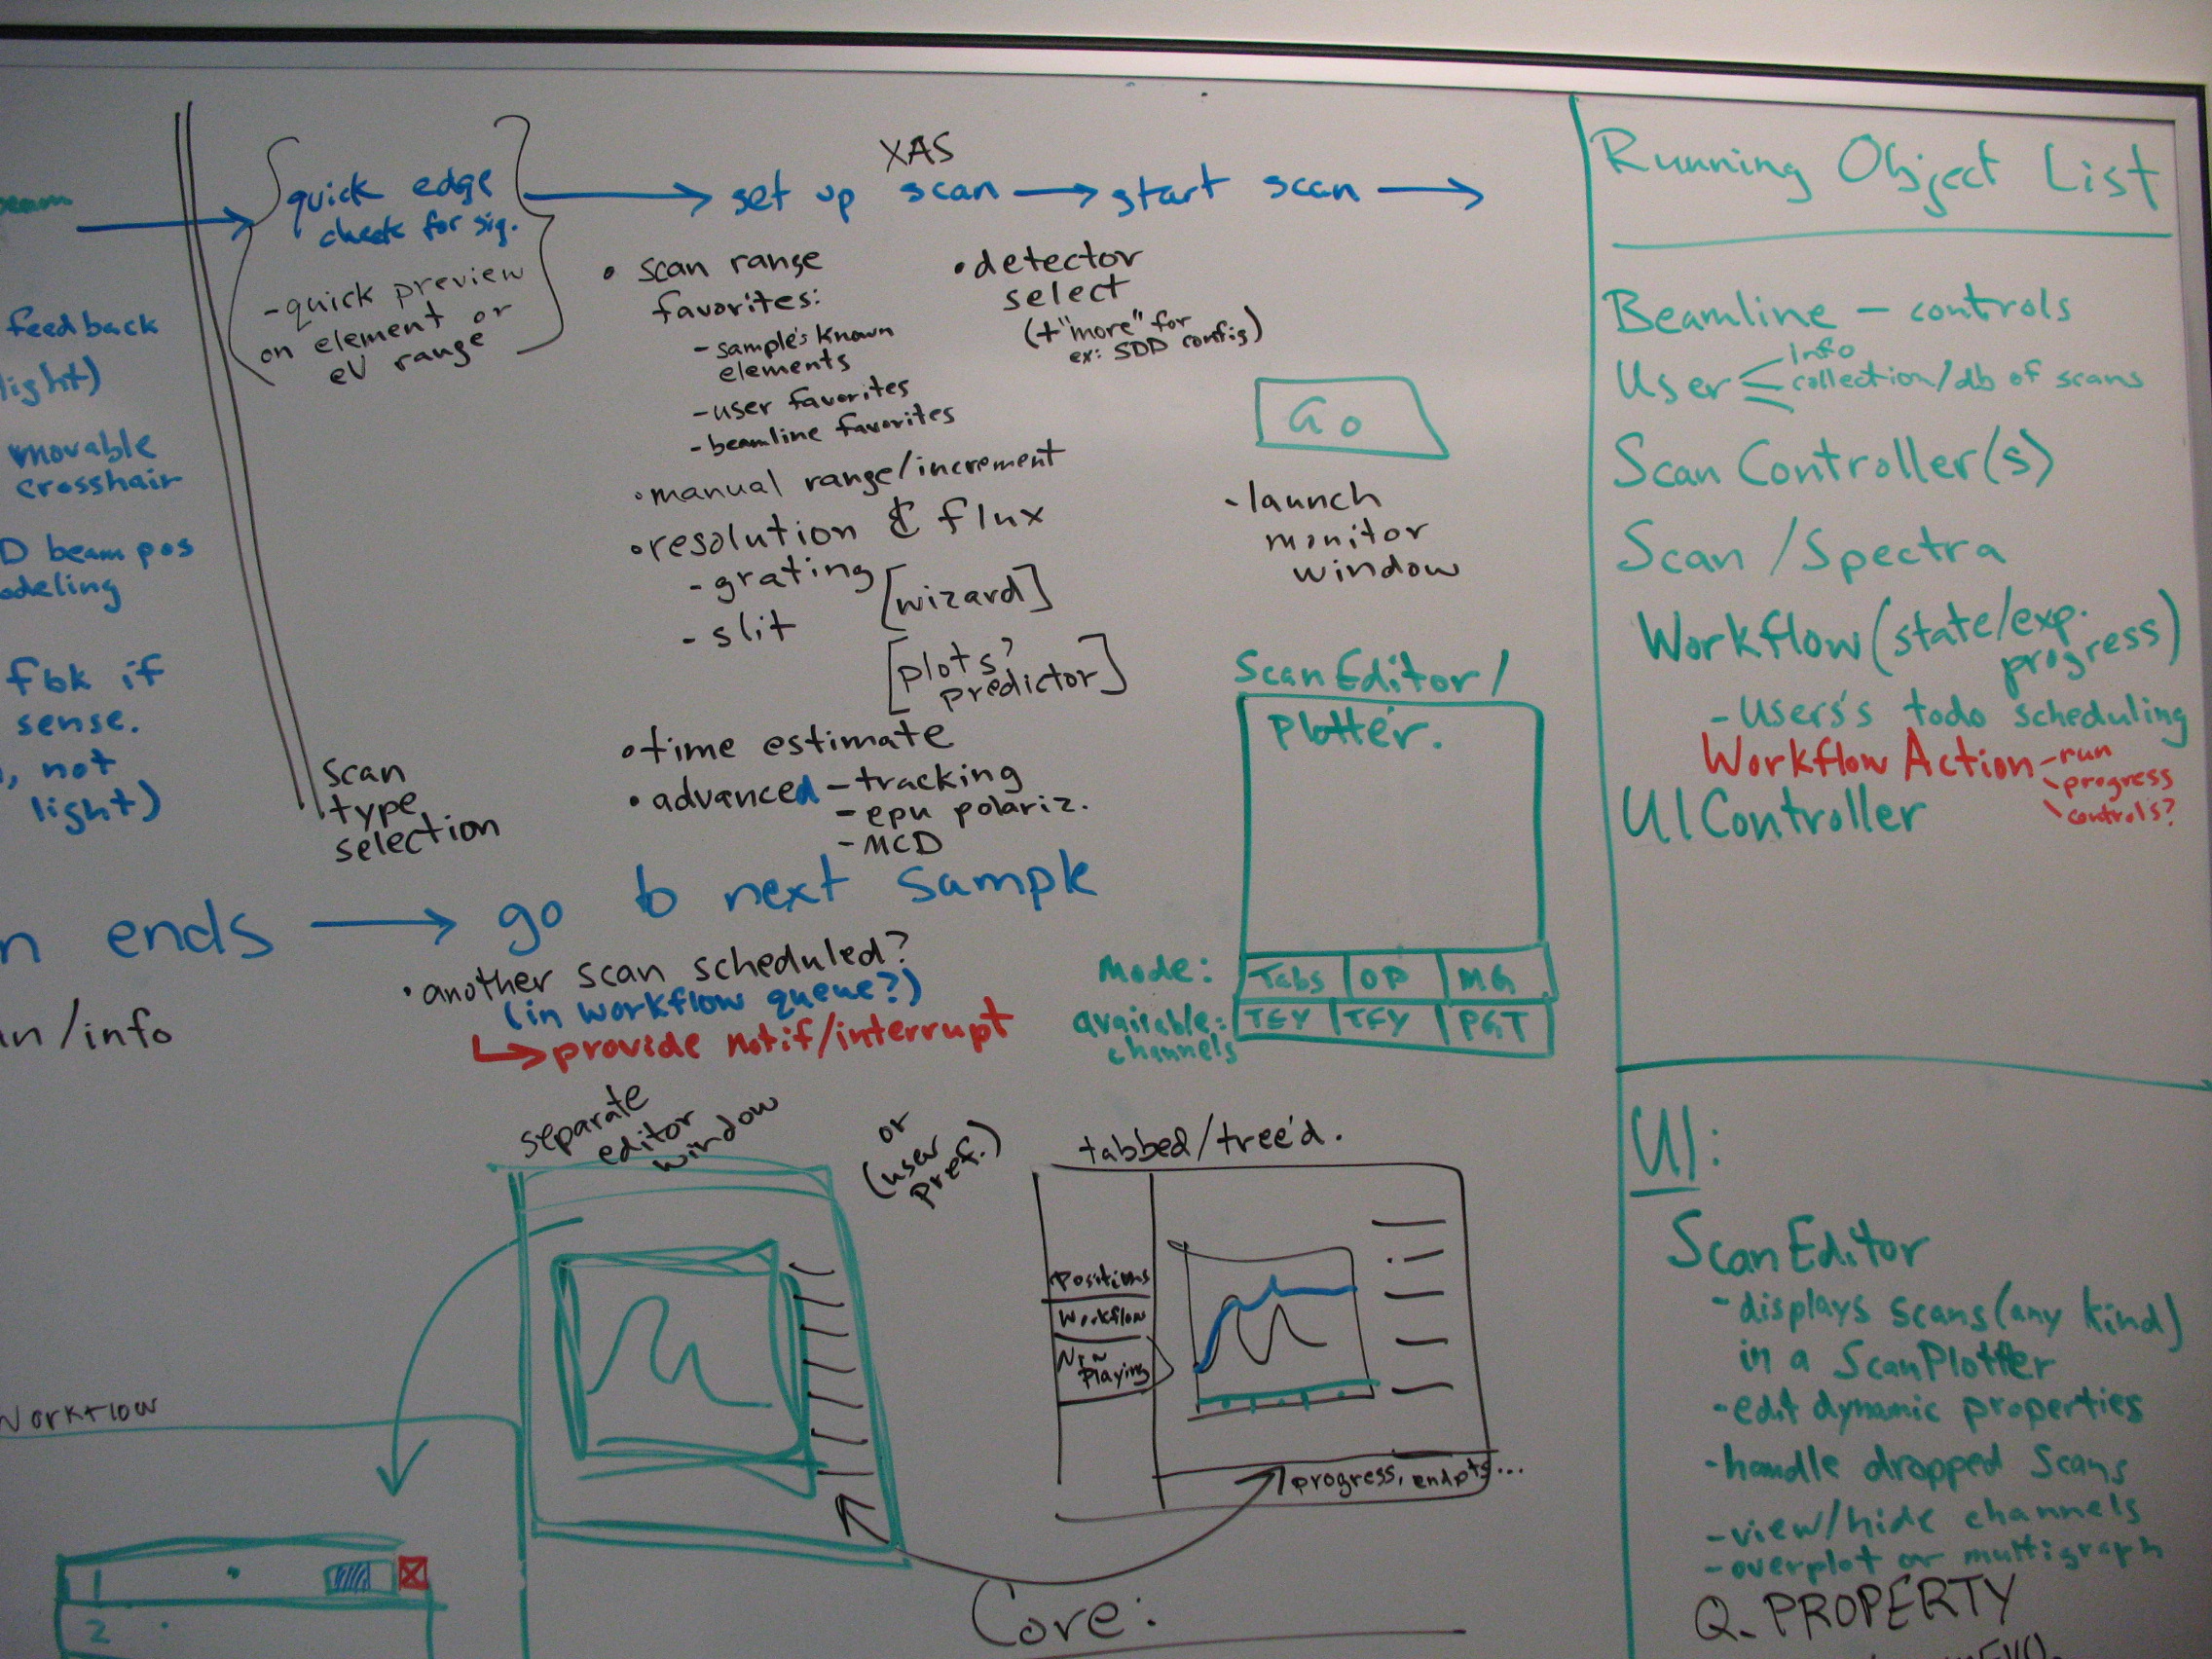 beam
feedback
light)
movable
crosshair
D beam pos
odeling
fbk if
sense.
, not
light)
quick edge
check for sig.
-quick preview
on element or
eV range
scan
type
selection
XAS
set up scan
start scan
• scan range
favorites:
- sample's known
elements
- user favorites
- beamline favorites
• manual range/increment
• resolution & flux
- grating
- slit
[wizard]
[plots?
predictor]
• time estimate
• advanced - tracking
- epu polariz.
- MCD
• detector
select
(+"more" for
ex: SDD config)
Go
- launch
monitor
window
ScanEditor/
Plotter.
Mode:
Tabs
OP
MG
available:
channels
TEY
TFY
PGT
n ends
go to next sample
• another scan scheduled?
(in workflow queue?)
provide notif/interrupt
n/info
separate
editor
window
or
(user
pref.)
tabbed/tree'd.
Positions
Workflow
Now
Playing
progress, endpts...
Workflow
1
2
Core:
Running Object List
Beamline - controls
User
Info
collection/db of scans
Scan Controller(s)
Scan/Spectra
Workflow (state/exp.
progress)
- Users's todo scheduling
Workflow Action
-run
progress
controls?
UI Controller
UI:
ScanEditor
- displays scans (any kind)
in a ScanPlotter
- edit dynamic properties
- handle dropped scans
- view/hide channels
- overplot or multigraph
Q_PROPERTY